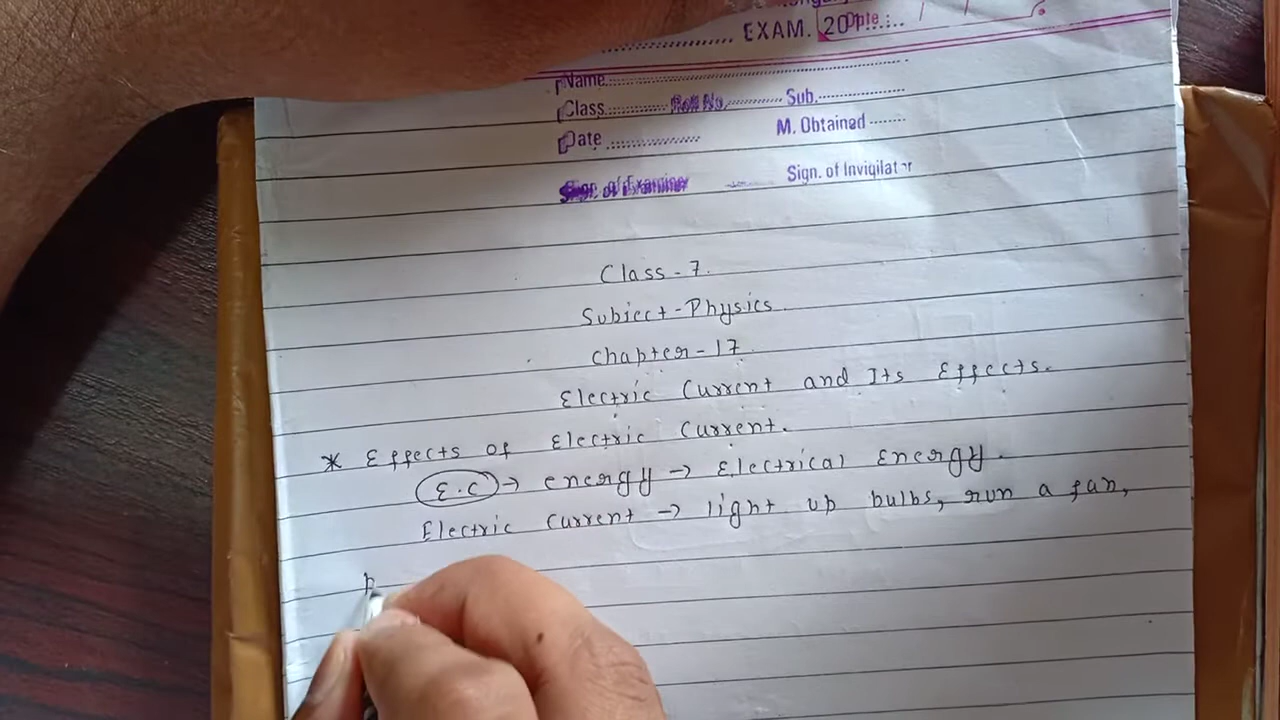 EXAM. 201
Date
Name
Class Roll No. Sub.
Date M. Obtained
Sign. of Examiner Sign. of Invigilator
Class-7.
Subject-Physics.
Chapter-17.
Electric Current and Its Effects.
* Effects of Electric Current.
E.C → energy → Electrical Energy.
Electric Current → light up bulbs, run a fan,